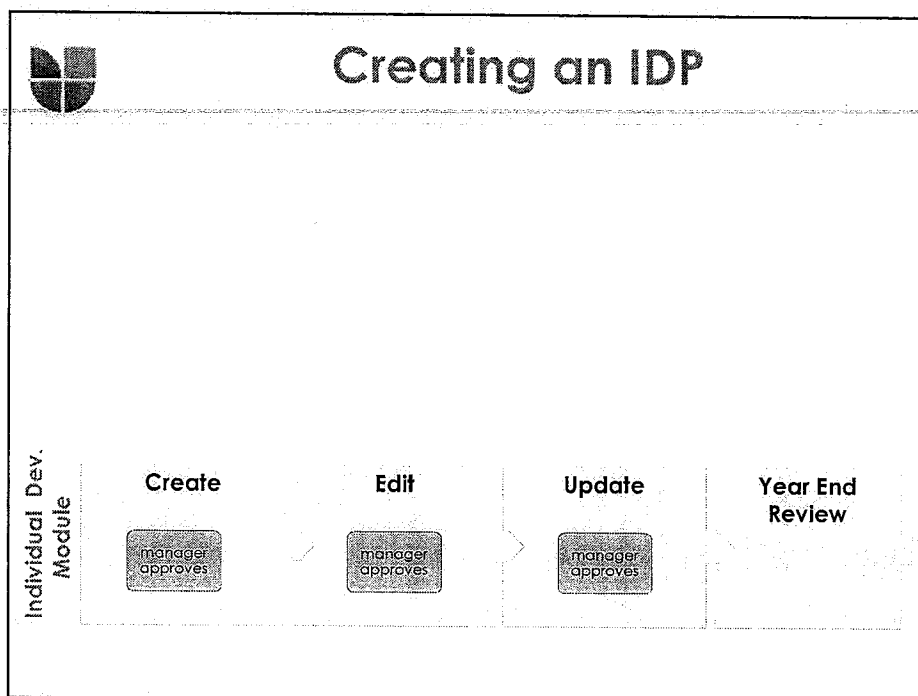 Creating an IDP
Individual Dev.
Module
Create
manager
approves
Edit
manager
approves
Update
manager
approves
Year End
Review